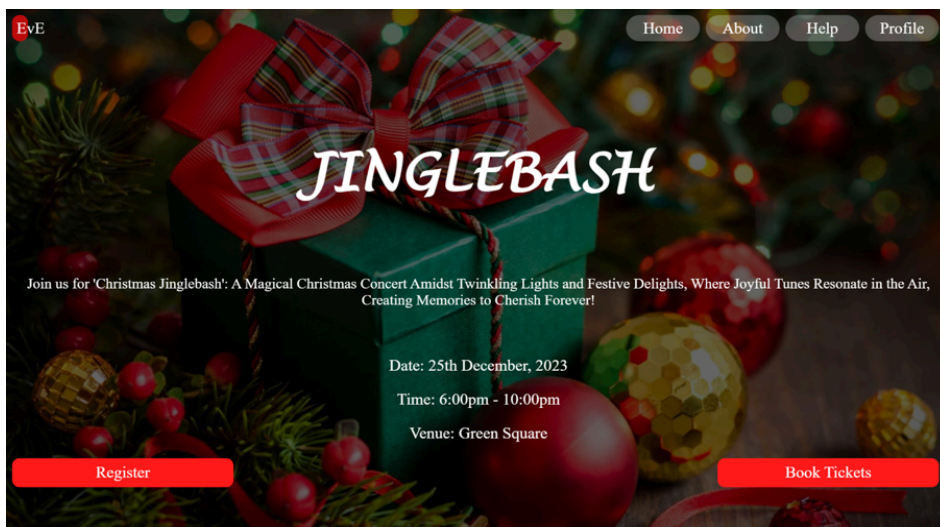 EvE
Home
About
Help
Profile
JINGLEBASH
Join us for 'Christmas Jinglebash': A Magical Christmas Concert Amidst Twinkling Lights and Festive Delights, Where Joyful Tunes Resonate in the Air,
Creating Memories to Cherish Forever!
Date: 25th December, 2023
Time: 6:00pm - 10:00pm
Venue: Green Square
Register
Book Tickets